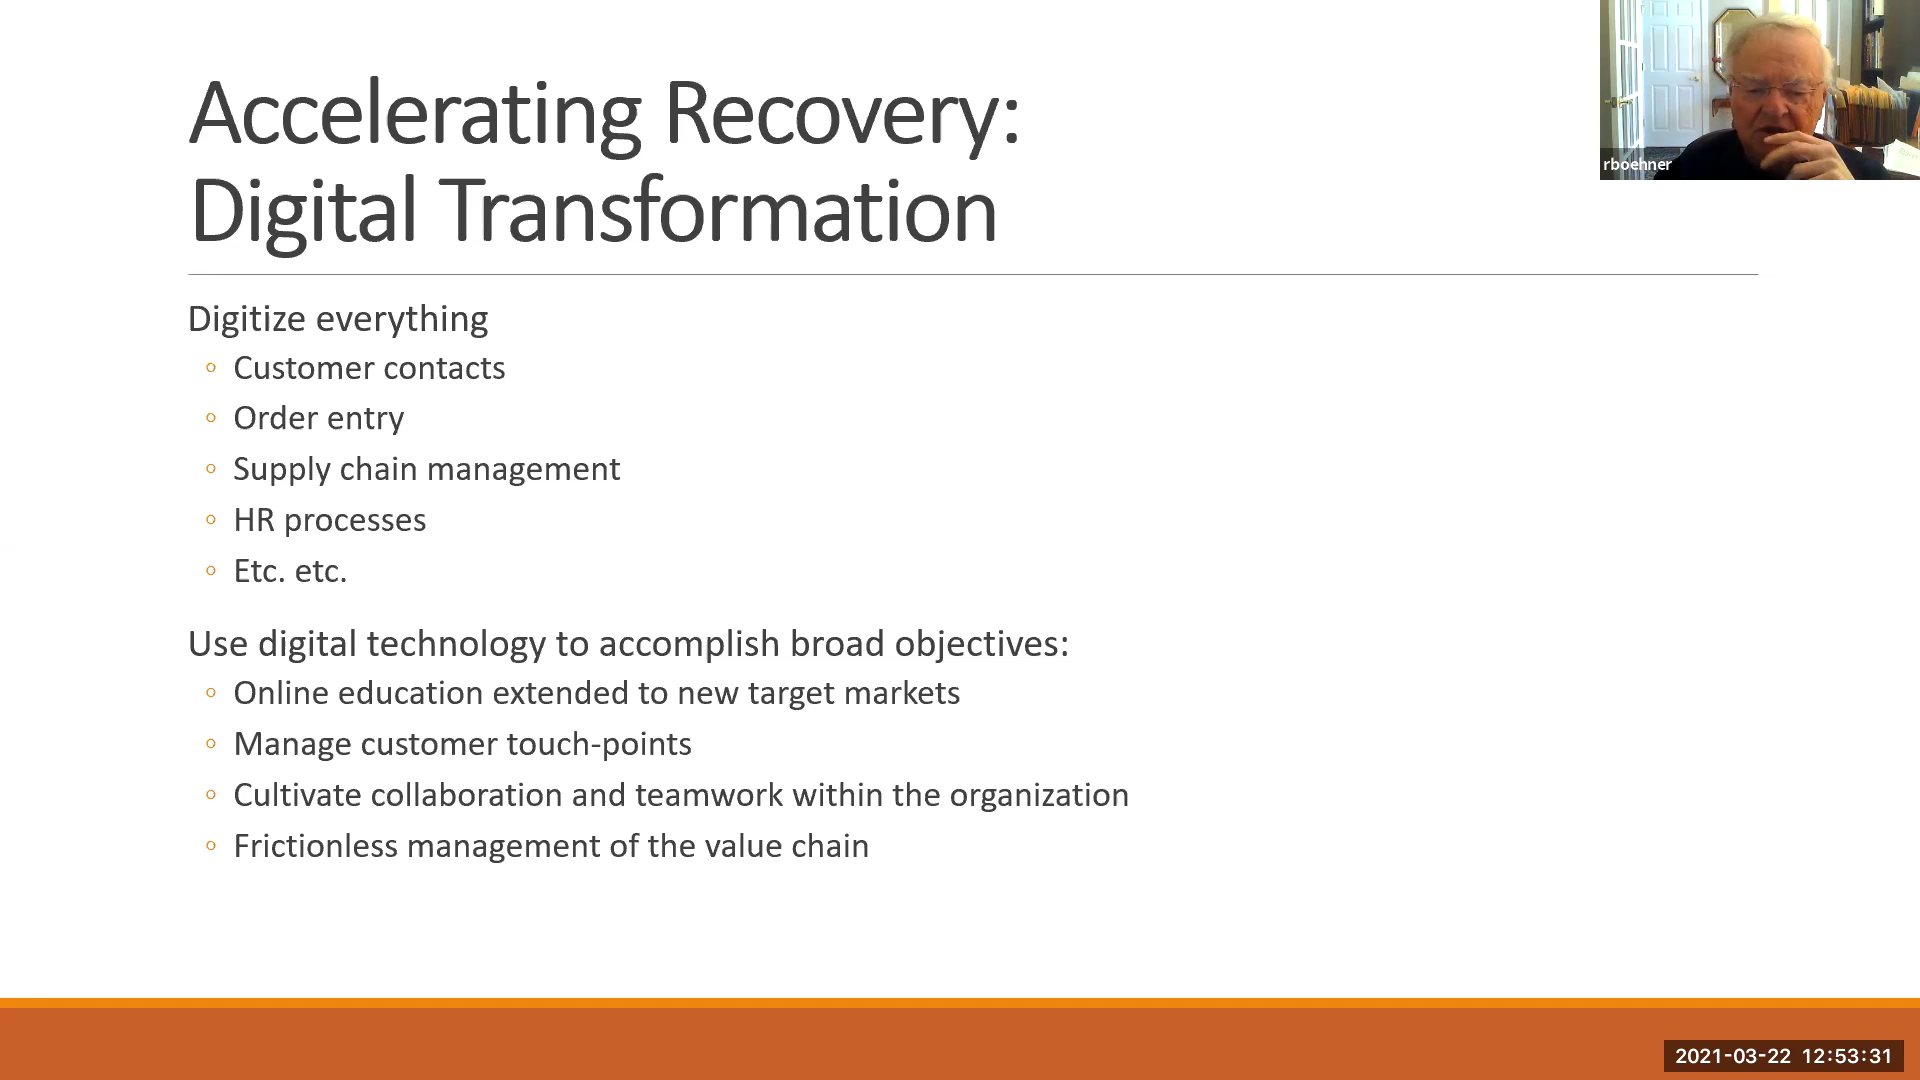 Accelerating Recovery:
Digital Transformation
rboehner
Digitize everything
Customer contacts
Order entry
Supply chain management
HR processes
Etc. etc.
Use digital technology to accomplish broad objectives:
Online education extended to new target markets
Manage customer touch-points
Cultivate collaboration and teamwork within the organization
Frictionless management of the value chain
2021-03-22 12:53:31